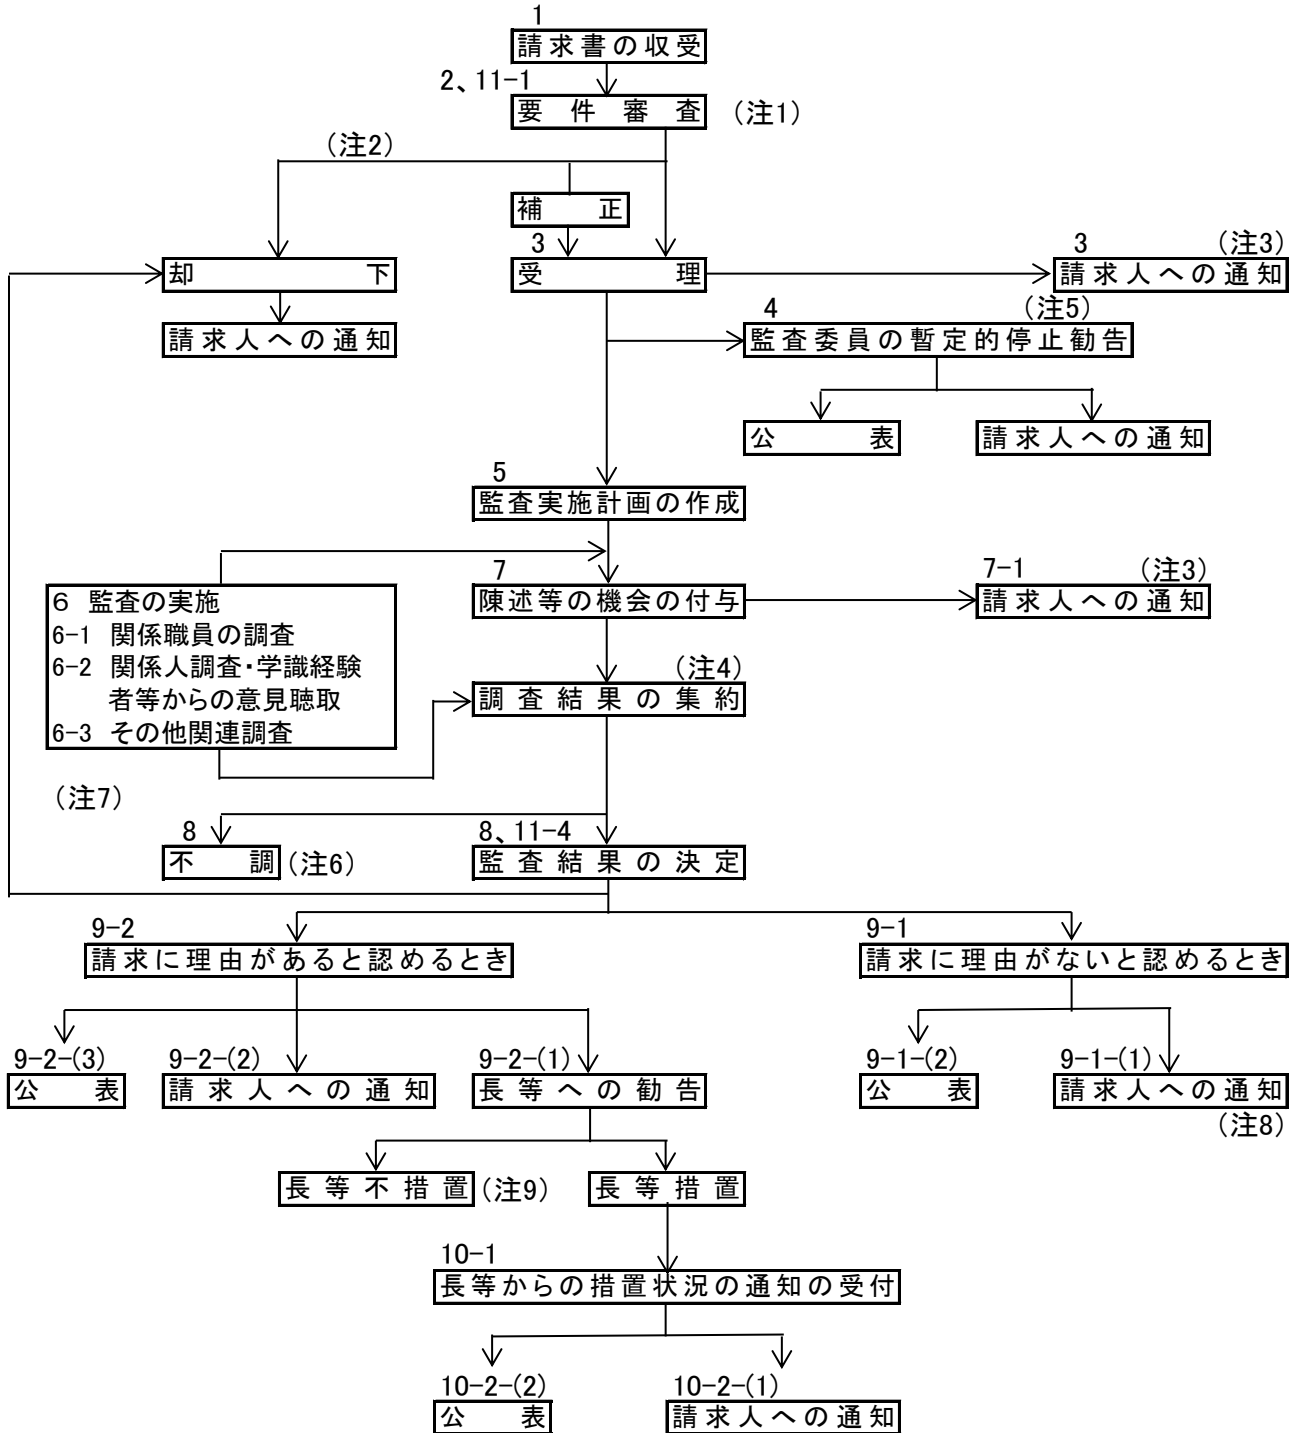 1
請求書の収受
2、11-1
要件審査 (注1)
(注2)
補正
3
受理
3 (注3)
請求人への通知
却下
請求人への通知
4 (注5)
監査委員の暫定的停止勧告
公表
請求人への通知
5
監査実施計画の作成
7
陳述等の機会の付与
7-1 (注3)
請求人への通知
6 監査の実施
6-1 関係職員の調査
6-2 関係人調査・学識経験
者等からの意見聴取
6-3 その他関連調査
(注4)
調査結果の集約
(注7)
8
不調 (注6)
8、11-4
監査結果の決定
9-2
請求に理由があると認めるとき
9-1
請求に理由がないと認めるとき
9-2-(3)
公表
9-2-(2)
請求人への通知
9-2-(1)
長等への勧告
9-1-(2)
公表
9-1-(1)
請求人への通知
(注8)
長等不措置 (注9)
長等措置
10-1
長等からの措置状況の通知の受付
10-2-(2)
公表
10-2-(1)
請求人への通知